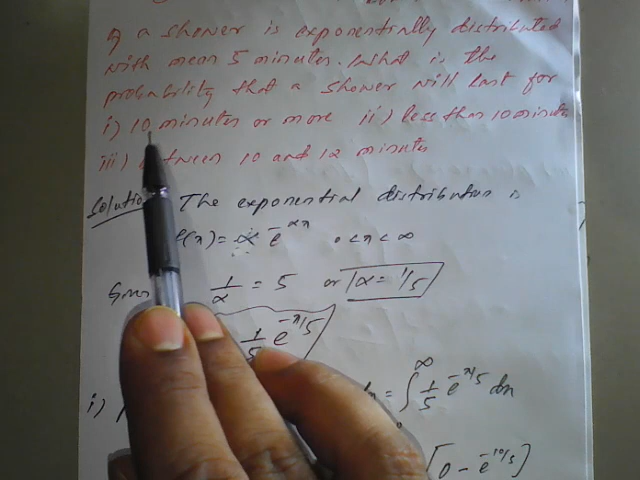 If a shower is exponentially distributed
with mean 5 minutes. What is the
probability that a shower will last for
i) 10 minutes or more ii) less than 10 minutes
iii) between 10 and 12 minutes
Solution The exponential distribution is
f(x) = α e^{-αx} 0<x<∞
Given 1/α = 5 or α = 1/5
1/5 e^{-x/5}
i) dx = ∫^∞ 1/5 e^{-x/5} dx
[0 - e^{-10/5}]